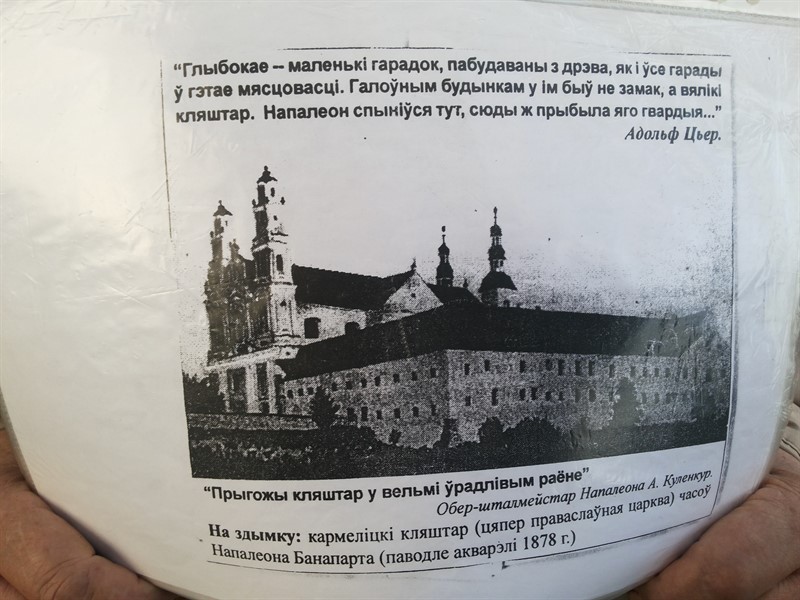 “Глыбокае – маленькі гарадок, пабудаваны з дрэва, як і ўсе гарады
ў гэтае мясцовасці. Галоўным будынкам у ім быў не замак, а вялікі
кляштар. Напалеон спыніўся тут, сюды ж прыбыла яго гвардыя...”
Адольф Цьер.
“Прыгожы кляштар у вельмі ўрадлівым раёне”
Обер-шталмейстар Напалеона А. Куленкур.
На здымку: кармеліцкі кляштар (цяпер праваслаўная царква) часоў
Напалеона Банапарта (паводле акварэлі 1878 г.)